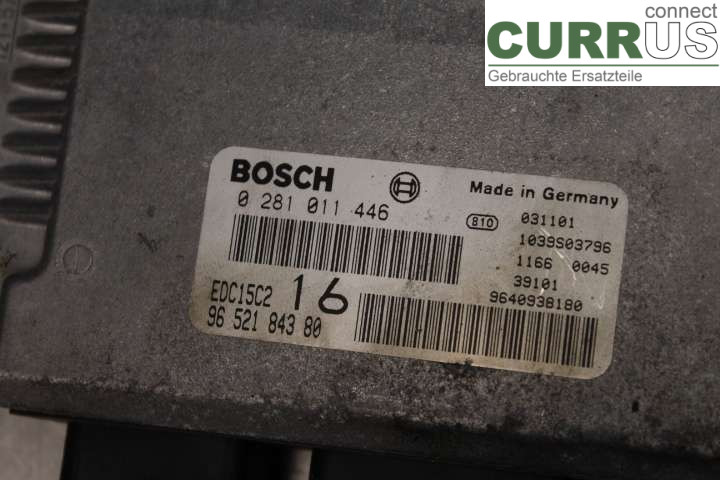 connect
CURRUS
Gebrauchte Ersatzteile
BOSCH
Made in Germany
0 281 011 446
810
031101
1039S03796
1166 0045
39101
9640938180
EDC15C2
16
96 521 843 80